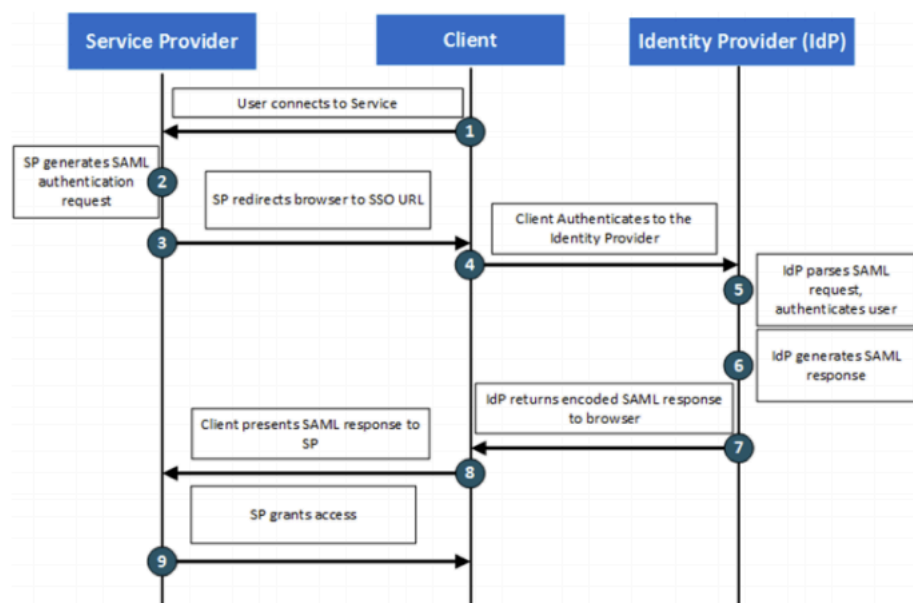 Service Provider
Client
Identity Provider (IdP)
User connects to Service
1
SP generates SAML
authentication
request
2
SP redirects browser to SSO URL
3
Client Authenticates to the
Identity Provider
4
IdP parses SAML
request,
authenticates user
5
IdP generates SAML
response
6
IdP returns encoded SAML response
to browser
7
Client presents SAML response to
SP
8
SP grants access
9